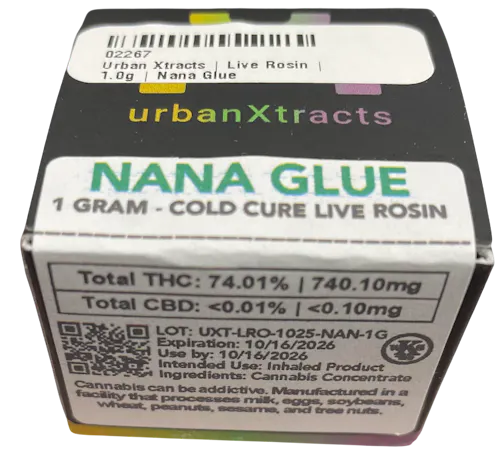 02267
Urban Xtracts | Live Rosin |
1.0g | Nana Glue
urbanXtracts
NANA GLUE
1 GRAM - COLD CURE LIVE ROSIN
Total THC: 74.01% | 740.10mg
Total CBD: <0.01% | <0.10mg
LOT: UXT-LRO-1025-NAN-1G
Expiration: 10/16/2026
Use by: 10/16/2026
Intended Use: Inhaled Product
Ingredients: Cannabis Concentrate
Cannabis can be addictive. Manufactured in a
facility that processes milk, eggs, soybeans,
wheat, peanuts, sesame, and tree nuts.